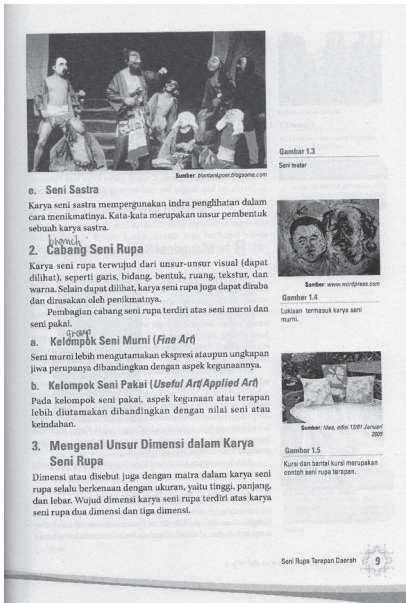 Sumber: blontankpoer.blogsome.com
Gambar 1.3
Seni teater
e. Seni Sastra
Karya seni sastra mempergunakan indra penglihatan dalam
cara menikmatinya. Kata-kata merupakan unsur pembentuk
sebuah karya sastra.
branch
2. Cabang Seni Rupa
Karya seni rupa terwujud dari unsur-unsur visual (dapat
dilihat), seperti garis, bidang, bentuk, ruang, tekstur, dan
warna. Selain dapat dilihat, karya seni rupa juga dapat diraba
dan dirasakan oleh penikmatnya.
Pembagian cabang seni rupa terdiri atas seni murni dan
seni pakai.
group
a. Kelompok Seni Murni (Fine Art)
Seni murni lebih mengutamakan ekspresi ataupun ungkapan
jiwa perupanya dibandingkan dengan aspek kegunaannya.
b. Kelompok Seni Pakai (Useful Art/Applied Art)
Pada kelompok seni pakai, aspek kegunaan atau terapan
lebih diutamakan dibandingkan dengan nilai seni atau
keindahan.
3. Mengenal Unsur Dimensi dalam Karya
Seni Rupa
Dimensi atau disebut juga dengan matra dalam karya seni
rupa selalu berkenaan dengan ukuran, yaitu tinggi, panjang,
dan lebar. Wujud dimensi karya seni rupa terdiri atas karya
seni rupa dua dimensi dan tiga dimensi.
Sumber: www.wordpress.com
Gambar 1.4
Lukisan termasuk karya seni
murni.
Sumber: Idea, edisi 12/01 Januari
2005
Gambar 1.5
Kursi dan bantal kursi merupakan
contoh seni rupa terapan.
Seni Rupa Terapan Daerah 9